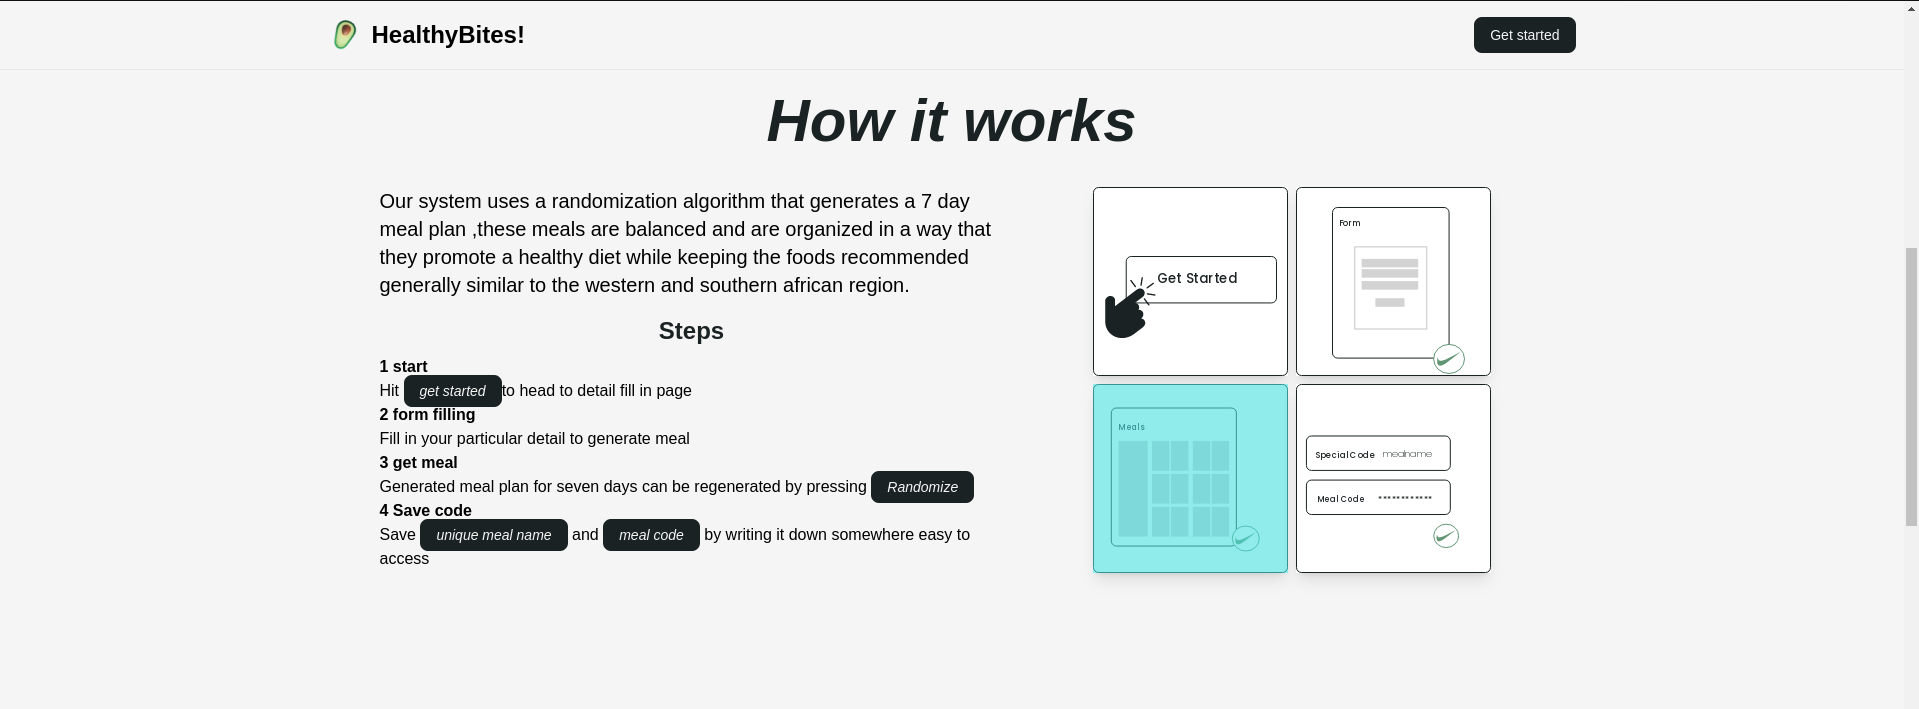 HealthyBites!
Get started
How it works
Our system uses a randomization algorithm that generates a 7 day
meal plan ,these meals are balanced and are organized in a way that
they promote a healthy diet while keeping the foods recommended
generally similar to the western and southern african region.
Steps
1 start
Hit get started to head to detail fill in page
2 form filling
Fill in your particular detail to generate meal
3 get meal
Generated meal plan for seven days can be regenerated by pressing Randomize
4 Save code
Save unique meal name and meal code by writing it down somewhere easy to
access
Get Started
Form
Meals
Special Code mealname
Meal Code ************